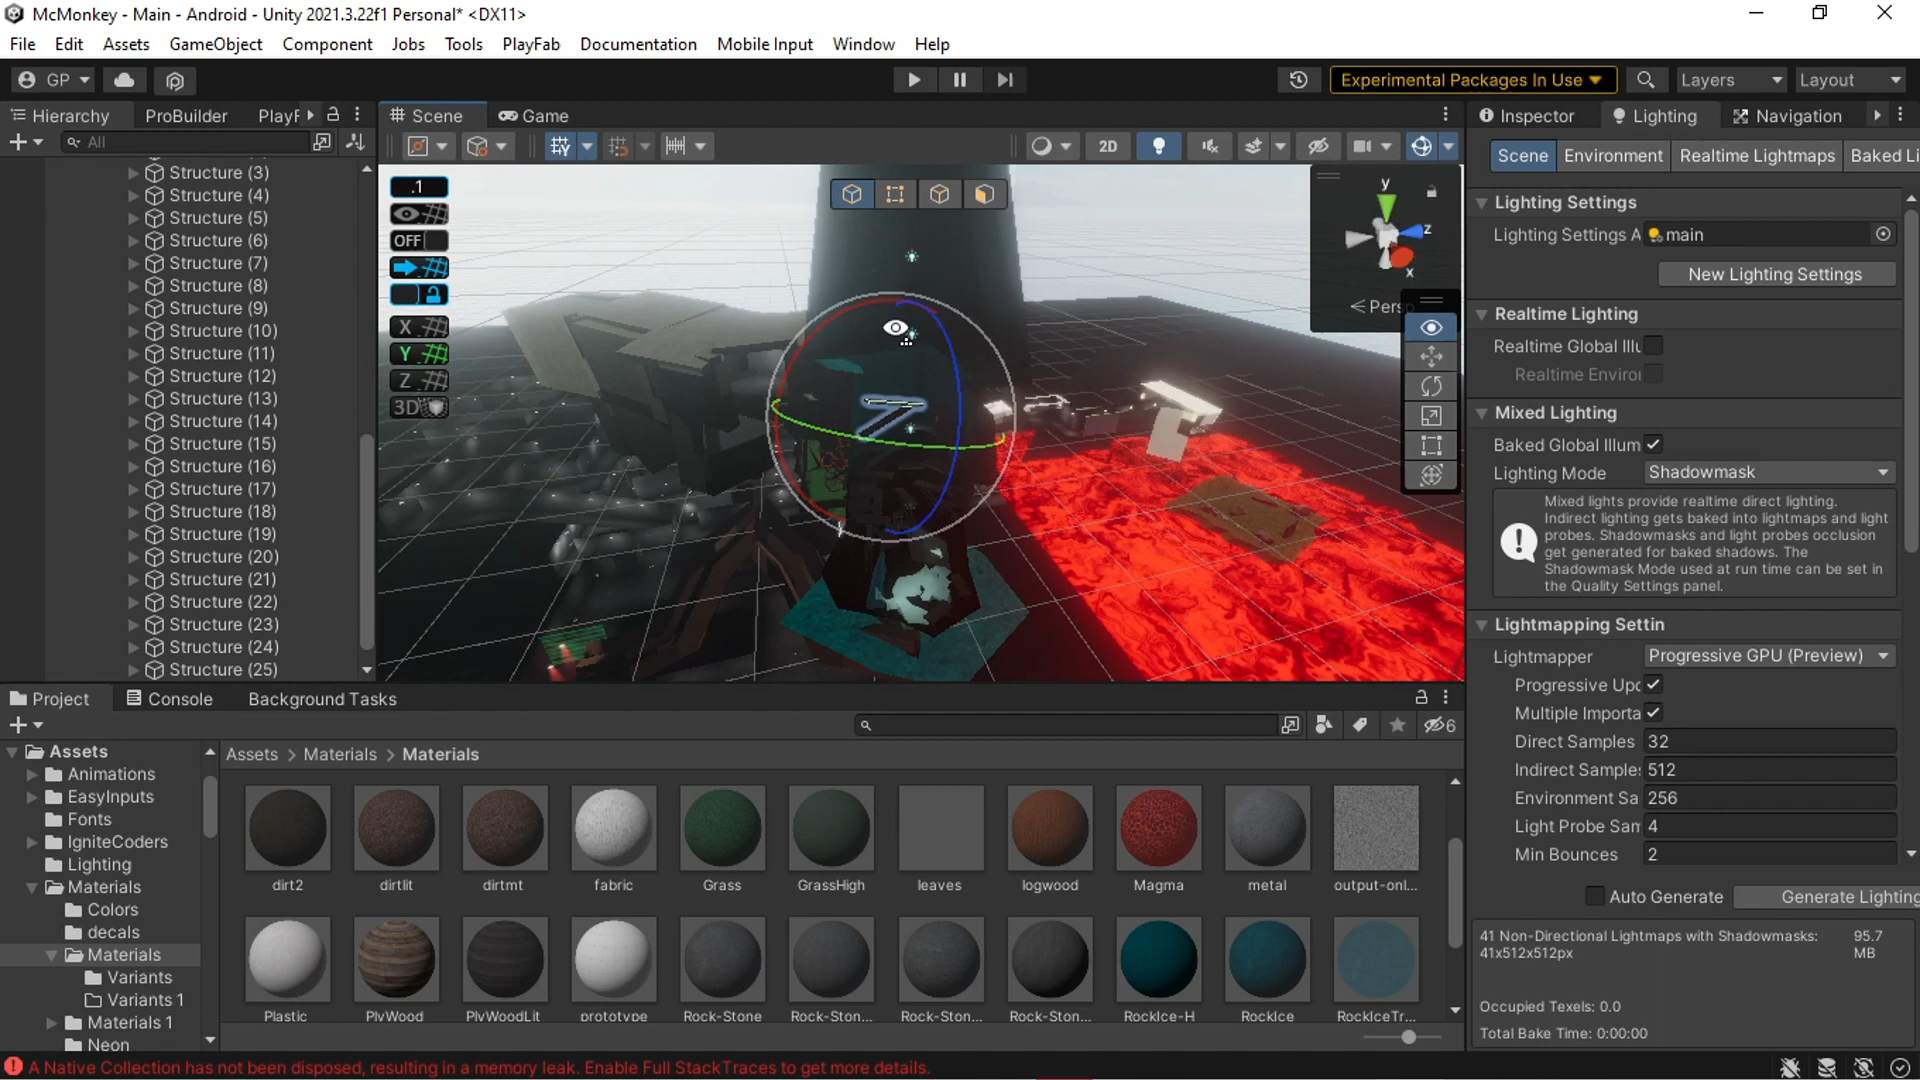 McMonkey - Main - Android - Unity 2021.3.22f1 Personal* <DX11>
File Edit Assets GameObject Component Jobs Tools PlayFab Documentation Mobile Input Window Help
GP Experimental Packages In Use Layers Layout
Hierarchy ProBuilder PlayF Scene Game Inspector Lighting Navigation
All 2D
Scene Environment Realtime Lightmaps Baked Li
Structure (3)
Structure (4)
Structure (5)
Structure (6)
Structure (7)
Structure (8)
Structure (9)
Structure (10)
Structure (11)
Structure (12)
Structure (13)
Structure (14)
Structure (15)
Structure (16)
Structure (17)
Structure (18)
Structure (19)
Structure (20)
Structure (21)
Structure (22)
Structure (23)
Structure (24)
Structure (25)
.1
OFF
X
Y
Z
3D
y
z
x
Persp
Lighting Settings
Lighting Settings A main
New Lighting Settings
Realtime Lighting
Realtime Global Illu
Realtime Enviror
Mixed Lighting
Baked Global Illum
Lighting Mode Shadowmask
Mixed lights provide realtime direct lighting.
Indirect lighting gets baked into lightmaps and light
probes. Shadowmasks and light probes occlusion
get generated for baked shadows. The
Shadowmask Mode used at run time can be set in
the Quality Settings panel.
Lightmapping Settin
Lightmapper Progressive GPU (Preview)
Progressive Upd
Multiple Importa
Direct Samples 32
Indirect Samples 512
Environment Sa 256
Light Probe Sam 4
Min Bounces 2
Auto Generate Generate Lighting
41 Non-Directional Lightmaps with Shadowmasks: 95.7
41x512x512px MB
Occupied Texels: 0.0
Total Bake Time: 0:00:00
Project Console Background Tasks
6
Assets
Animations
EasyInputs
Fonts
IgniteCoders
Lighting
Materials
Colors
decals
Materials
Variants
Variants 1
Materials 1
Neon
Assets > Materials > Materials
dirt2 dirtlit dirtmt fabric Grass GrassHigh leaves logwood Magma metal output-onl...
Plastic PlyWood PlyWoodLit prototype Rock-Stone Rock-Ston... Rock-Ston... Rock-Ston... RockIce-H RockIce RockIceTr...
A Native Collection has not been disposed, resulting in a memory leak. Enable Full StackTraces to get more details.